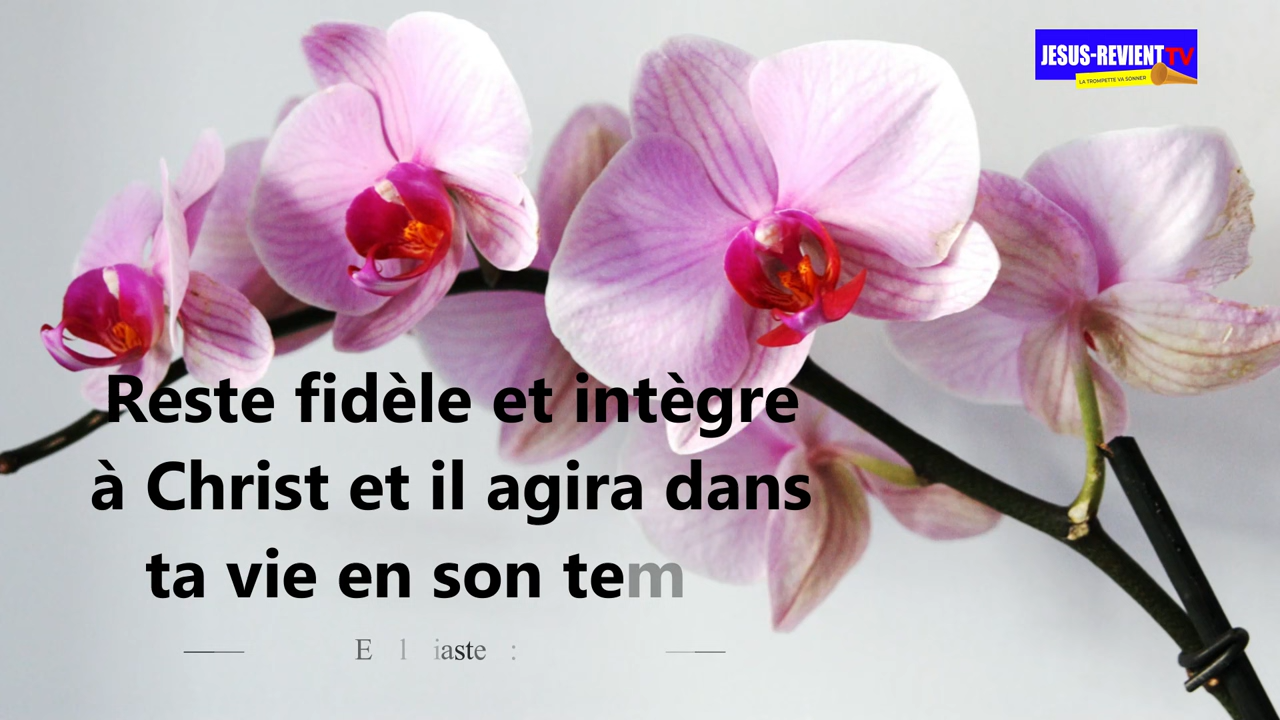 JESUS-REVIENT TV
LA TROMPETTE VA SONNER
Reste fidèle et intègre
à Christ et il agira dans
ta vie en son tem